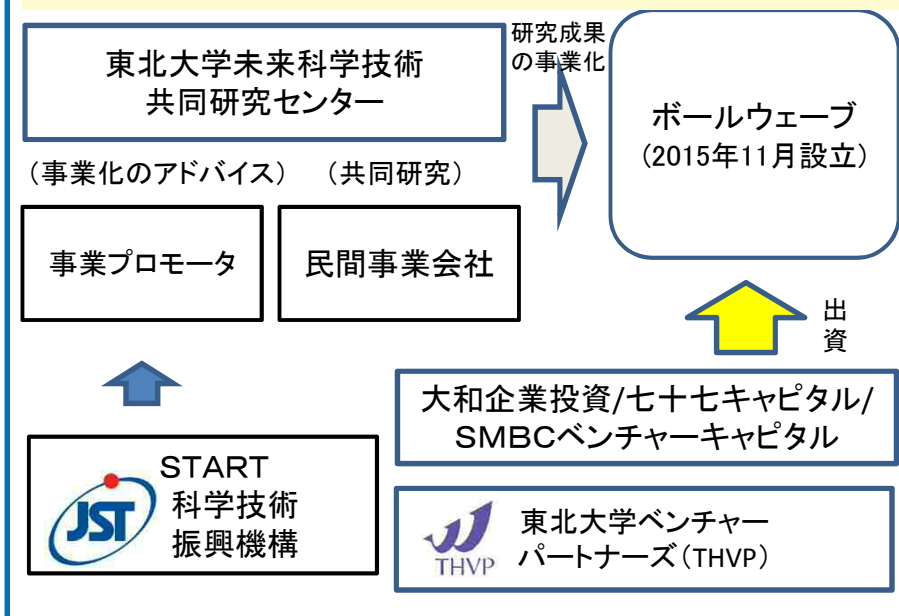 東北大学未来科学技術
共同研究センター
研究成果
の事業化
ボールウェーブ
(2015年11月設立)
(事業化のアドバイス)
(共同研究)
事業プロモータ
民間事業会社
出
資
大和企業投資/七十七キャピタル/
SMBCベンチャーキャピタル
JST
START
科学技術
振興機構
THVP
東北大学ベンチャー
パートナーズ(THVP)